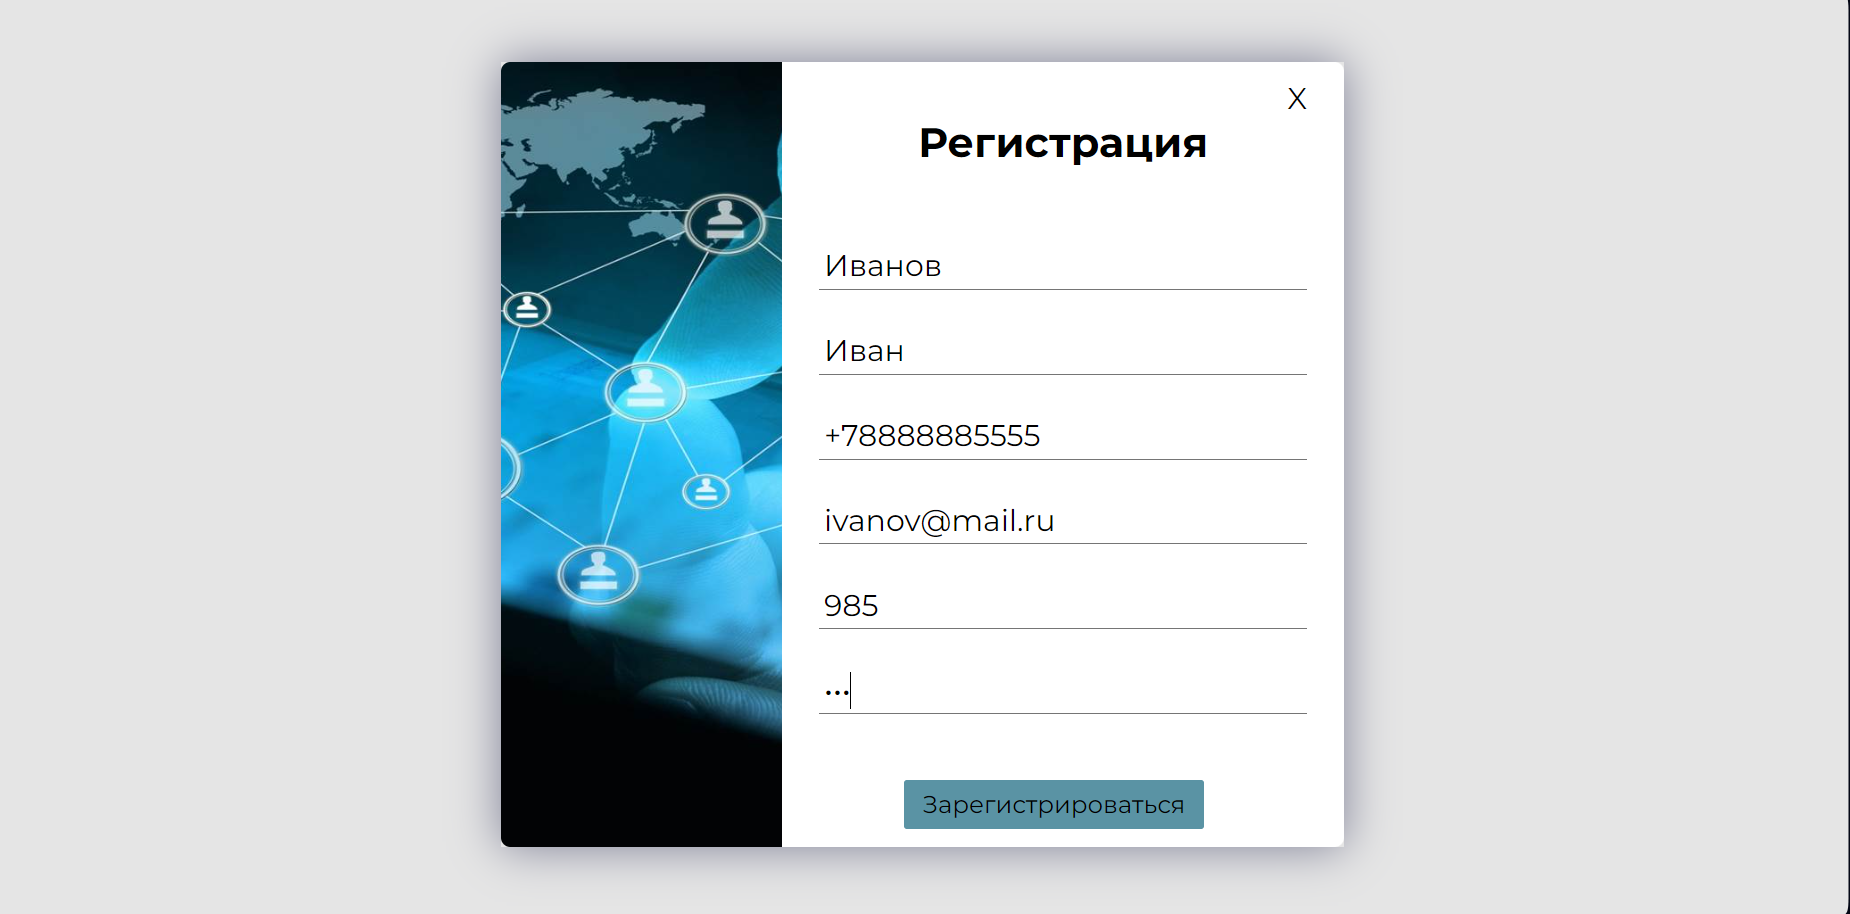 X
Регистрация
Иванов
Иван
+78888885555
ivanov@mail.ru
985
...
Зарегистрироваться